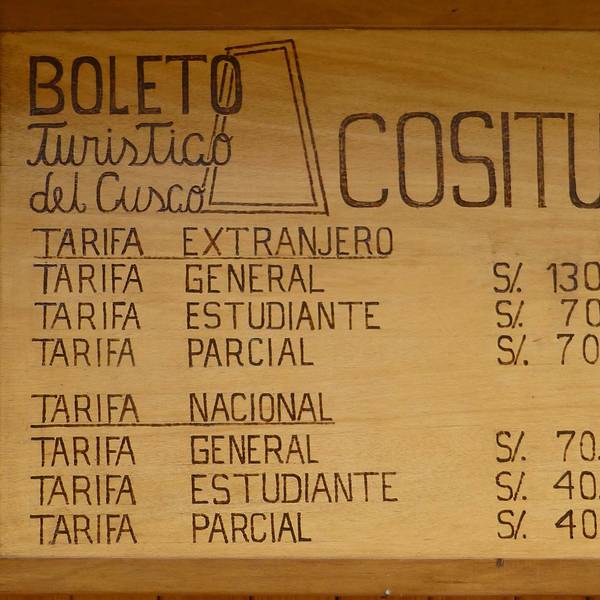 BOLETO
Turistico
del Cusco
COSITU
TARIFA EXTRANJERO
TARIFA GENERAL S/. 130
TARIFA ESTUDIANTE S/. 70
TARIFA PARCIAL S/. 70
TARIFA NACIONAL
TARIFA GENERAL S/. 70.
TARIFA ESTUDIANTE S/. 40.
TARIFA PARCIAL S/. 40